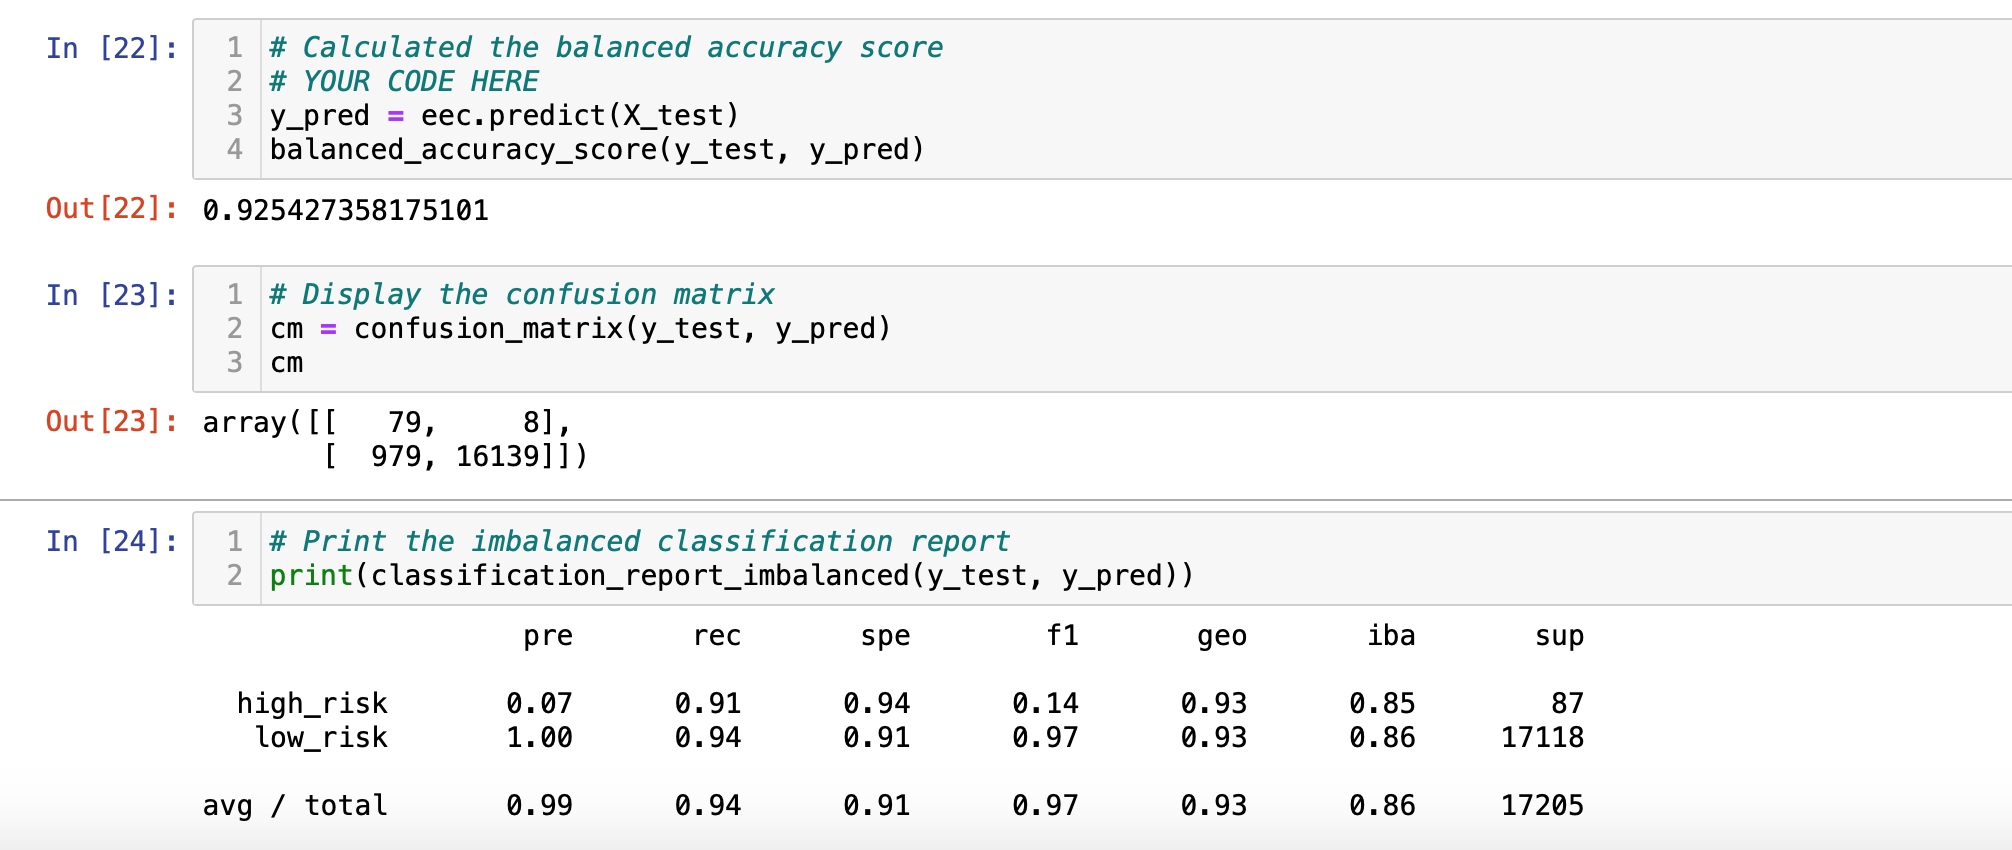 In [22]:
1 # Calculated the balanced accuracy score
2 # YOUR CODE HERE
3 y_pred = eec.predict(X_test)
4 balanced_accuracy_score(y_test, y_pred)
Out[22]: 0.925427358175101
In [23]:
1 # Display the confusion matrix
2 cm = confusion_matrix(y_test, y_pred)
3 cm
Out[23]: array([[   79,     8],
       [  979, 16139]])
In [24]:
1 # Print the imbalanced classification report
2 print(classification_report_imbalanced(y_test, y_pred))
pre rec spe f1 geo iba sup
high_risk 0.07 0.91 0.94 0.14 0.93 0.85 87
low_risk 1.00 0.94 0.91 0.97 0.93 0.86 17118
avg / total 0.99 0.94 0.91 0.97 0.93 0.86 17205